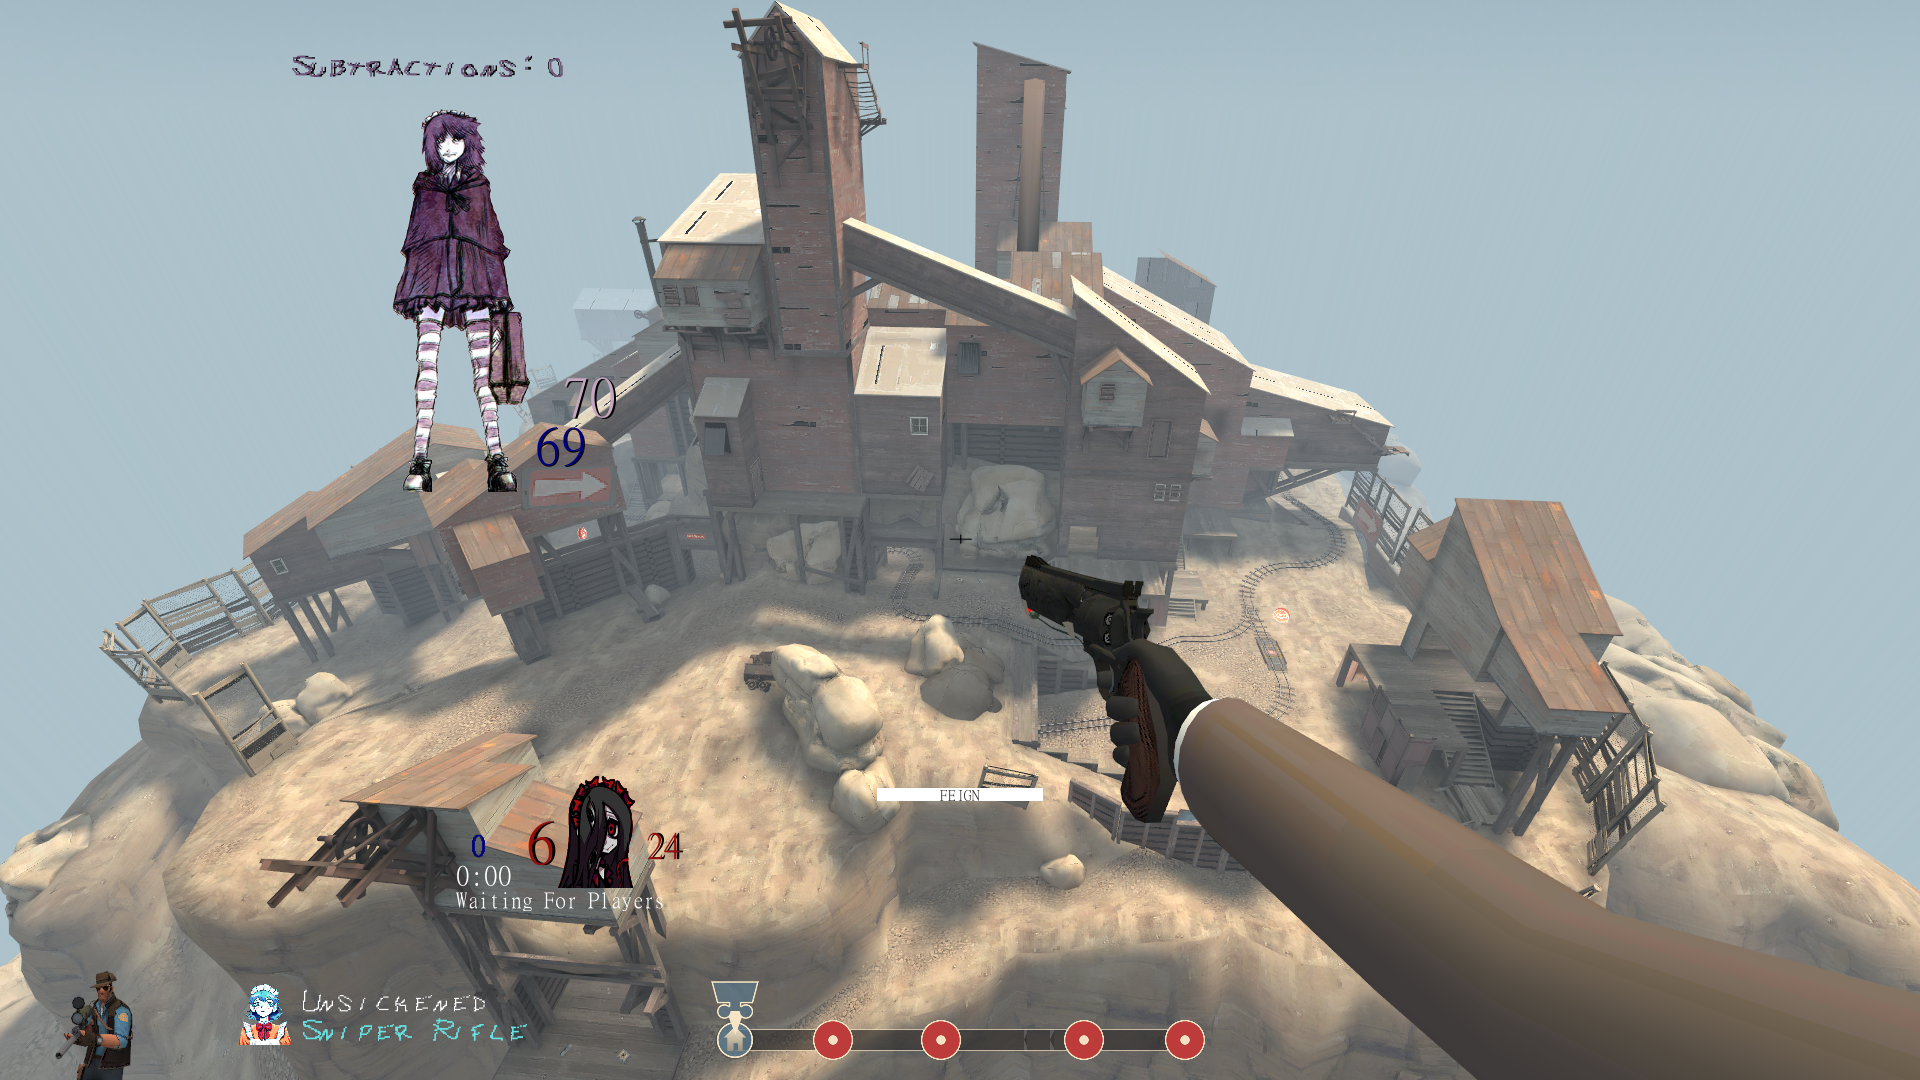 SUBTRACTIONS: 0
70
69
FEIGN
0 6 24
0:00
Waiting For Players
UNSICKENED
SNIPER RIFLE